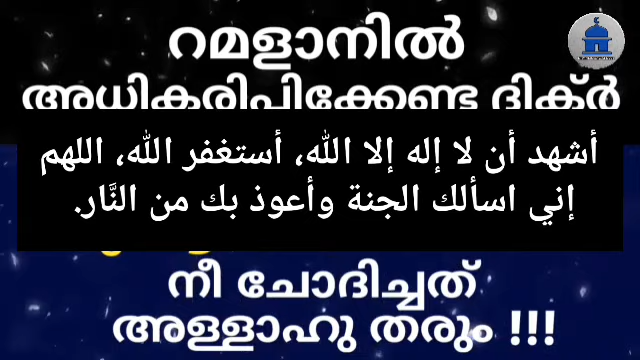 റമളാനിൽ
അധികരിപ്പിക്കേണ്ട ദിക്ർ
أشهد أن لا إله إلا الله، أستغفر الله، اللهم
إني اسألك الجنة وأعوذ بك من النَّار.
നീ ചോദിച്ചത്
അള്ളാഹു തരും !!!